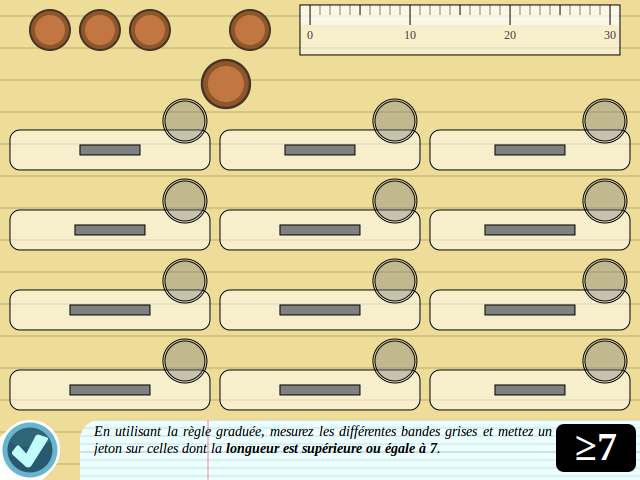 0 10 20 30
En utilisant la règle graduée, mesurez les différentes bandes grises et mettez un
jeton sur celles dont la longueur est supérieure ou égale à 7.
≥7